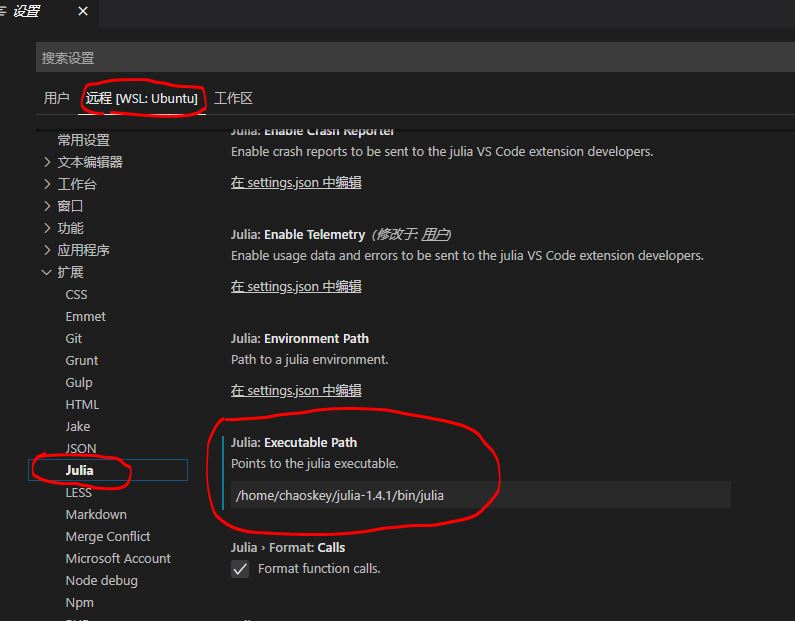 设置
搜索设置
用户 远程 [WSL: Ubuntu] 工作区
常用设置
文本编辑器
工作台
窗口
功能
应用程序
扩展
CSS
Emmet
Git
Grunt
Gulp
HTML
Jake
JSON
Julia
LESS
Markdown
Merge Conflict
Microsoft Account
Node debug
Npm
Julia: Enable Crash Reporter
Enable crash reports to be sent to the julia VS Code extension developers.
在 settings.json 中编辑
Julia: Enable Telemetry (修改于: 用户)
Enable usage data and errors to be sent to the julia VS Code extension developers.
在 settings.json 中编辑
Julia: Environment Path
Path to a julia environment.
在 settings.json 中编辑
Julia: Executable Path
Points to the julia executable.
/home/chaoskey/julia-1.4.1/bin/julia
Julia › Format: Calls
Format function calls.